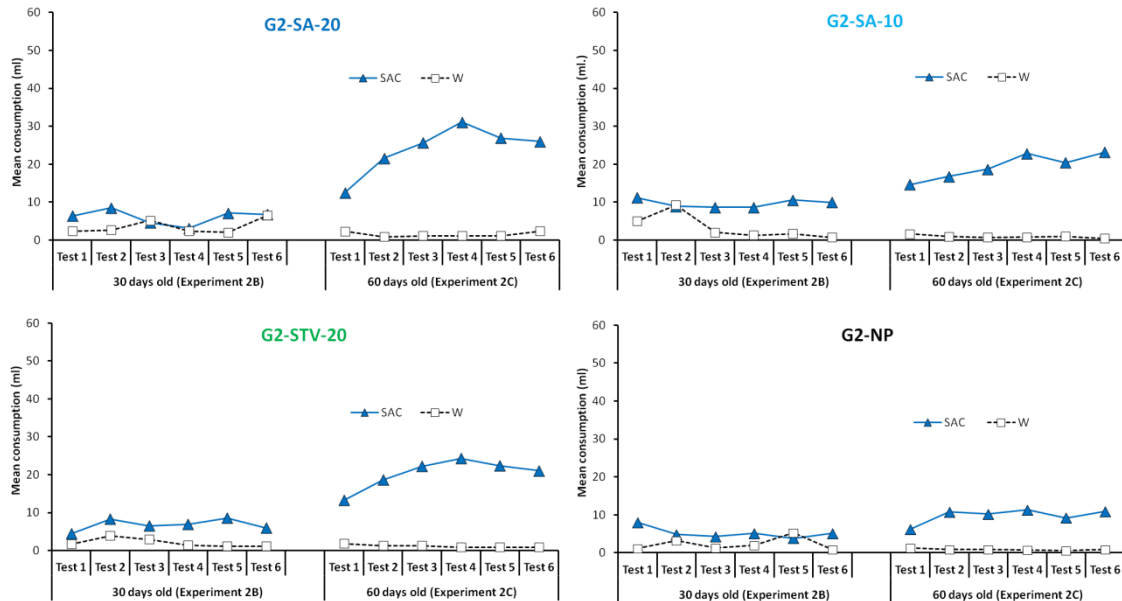 G2-SA-20
Mean consumption (ml)
60
50
40
30
20
10
0
SAC W
Test 1 Test 2 Test 3 Test 4 Test 5 Test 6 Test 1 Test 2 Test 3 Test 4 Test 5 Test 6
30 days old (Experiment 2B) 60 days old (Experiment 2C)
G2-SA-10
Mean consumption (ml.)
60
50
40
30
20
10
0
SAC W
Test 1 Test 2 Test 3 Test 4 Test 5 Test 6 Test 1 Test 2 Test 3 Test 4 Test 5 Test 6
30 days old (Experiment 2B) 60 days old (Experiment 2C)
G2-STV-20
Mean consumption (ml)
60
50
40
30
20
10
0
SAC W
Test 1 Test 2 Test 3 Test 4 Test 5 Test 6 Test 1 Test 2 Test 3 Test 4 Test 5 Test 6
30 days old (Experiment 2B) 60 days old (Experiment 2C)
G2-NP
Mean consumption (ml)
60
50
40
30
20
10
0
SAC W
Test 1 Test 2 Test 3 Test 4 Test 5 Test 6 Test 1 Test 2 Test 3 Test 4 Test 5 Test 6
30 days old (Experiment 2B) 60 days old (Experiment 2C)